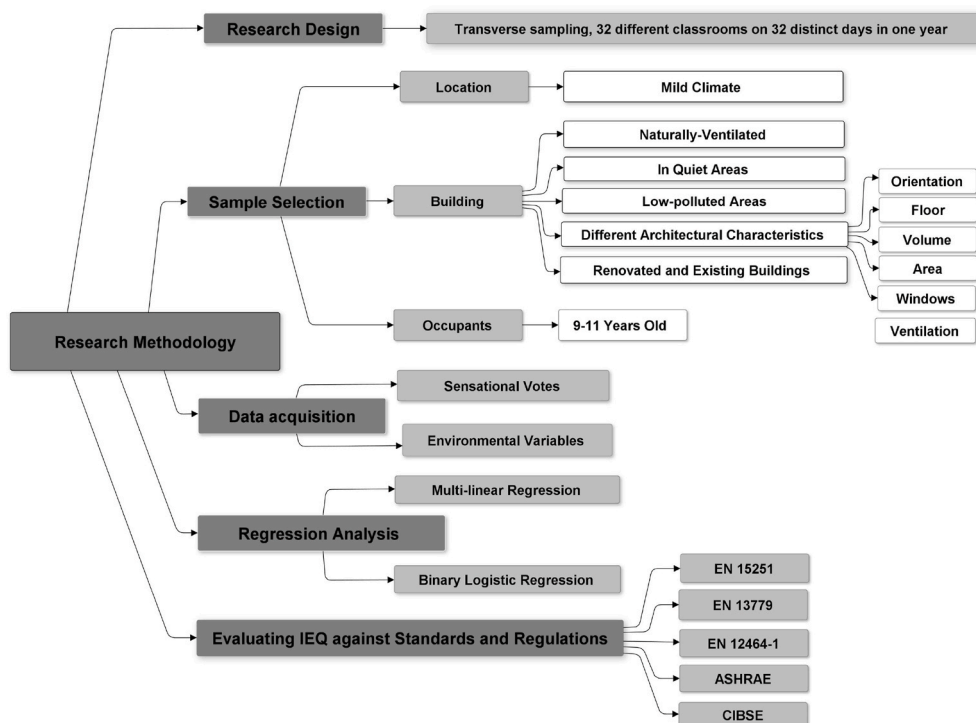 Research Design
Transverse sampling, 32 different classrooms on 32 distinct days in one year
Location
Mild Climate
Naturally-Ventilated
In Quiet Areas
Sample Selection
Building
Low-polluted Areas
Different Architectural Characteristics
Renovated and Existing Buildings
Orientation
Floor
Volume
Area
Windows
Ventilation
Occupants
9-11 Years Old
Research Methodology
Data acquisition
Sensational Votes
Environmental Variables
Regression Analysis
Multi-linear Regression
Binary Logistic Regression
Evaluating IEQ against Standards and Regulations
EN 15251
EN 13779
EN 12464-1
ASHRAE
CIBSE